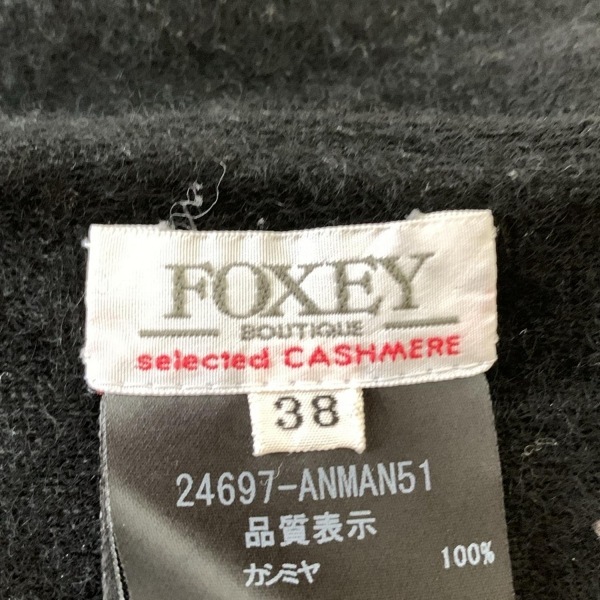 FOXEY
BOUTIQUE
selected CASHMERE
38
24697-ANMAN51
品質表示
カシミヤ 100%